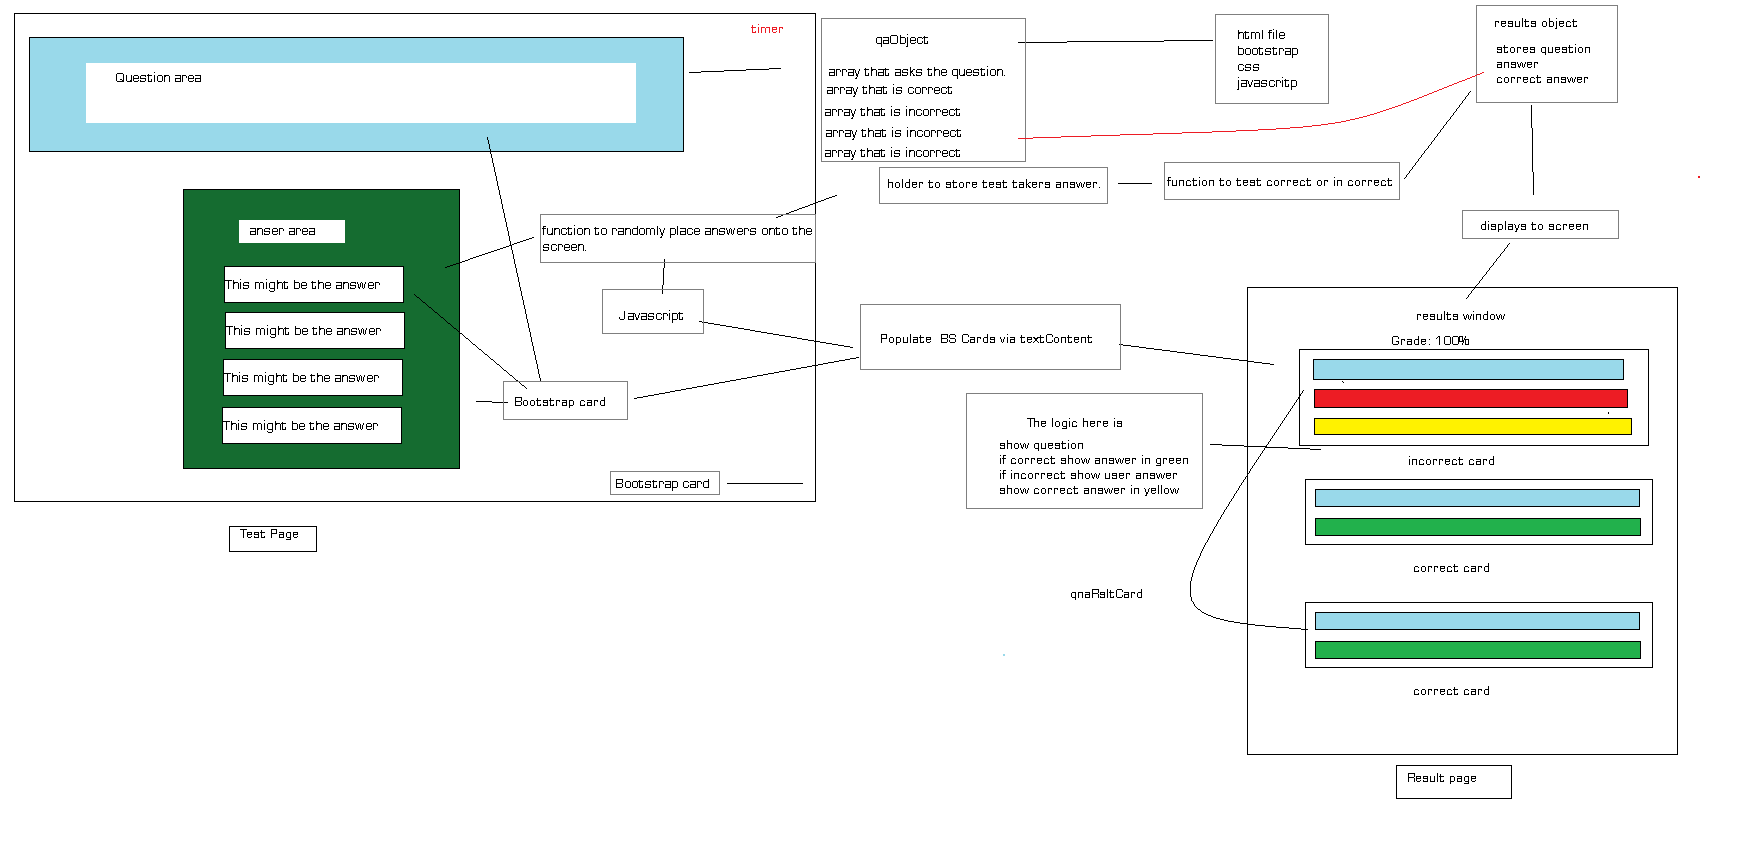 timer
Question area
anser area
This might be the answer
This might be the answer
This might be the answer
This might be the answer
function to randomly place answers onto the
screen.
Javascript
Bootstrap card
Bootstrap card
Test Page
qaObject
array that asks the question.
array that is correct
array that is incorrect
array that is incorrect
array that is incorrect
holder to store test takers answer.
html file
bootstrap
css
javascritp
function to test correct or in correct
results object
stores question
answer
correct answer
displays to screen
Populate BS Cards via textContent
The logic here is
show question
if correct show answer in green
if incorrect show user answer
show correct answer in yellow
qnaRsltCard
results window
Grade: 100%
incorrect card
correct card
correct card
Result page